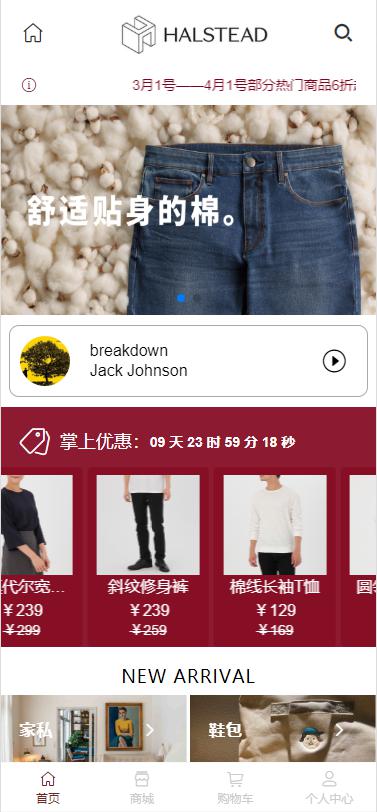 HALSTEAD
3月1号——4月1号部分热门商品6折
舒适贴身的棉。
breakdown
Jack Johnson
掌上优惠：09 天 23 时 59 分 18 秒
代尔宽... 斜纹修身裤 棉线长袖T恤 圆
￥239 ￥239 ￥129
￥299 ￥259 ￥169
NEW ARRIVAL
家私 鞋包
首页 商城 购物车 个人中心